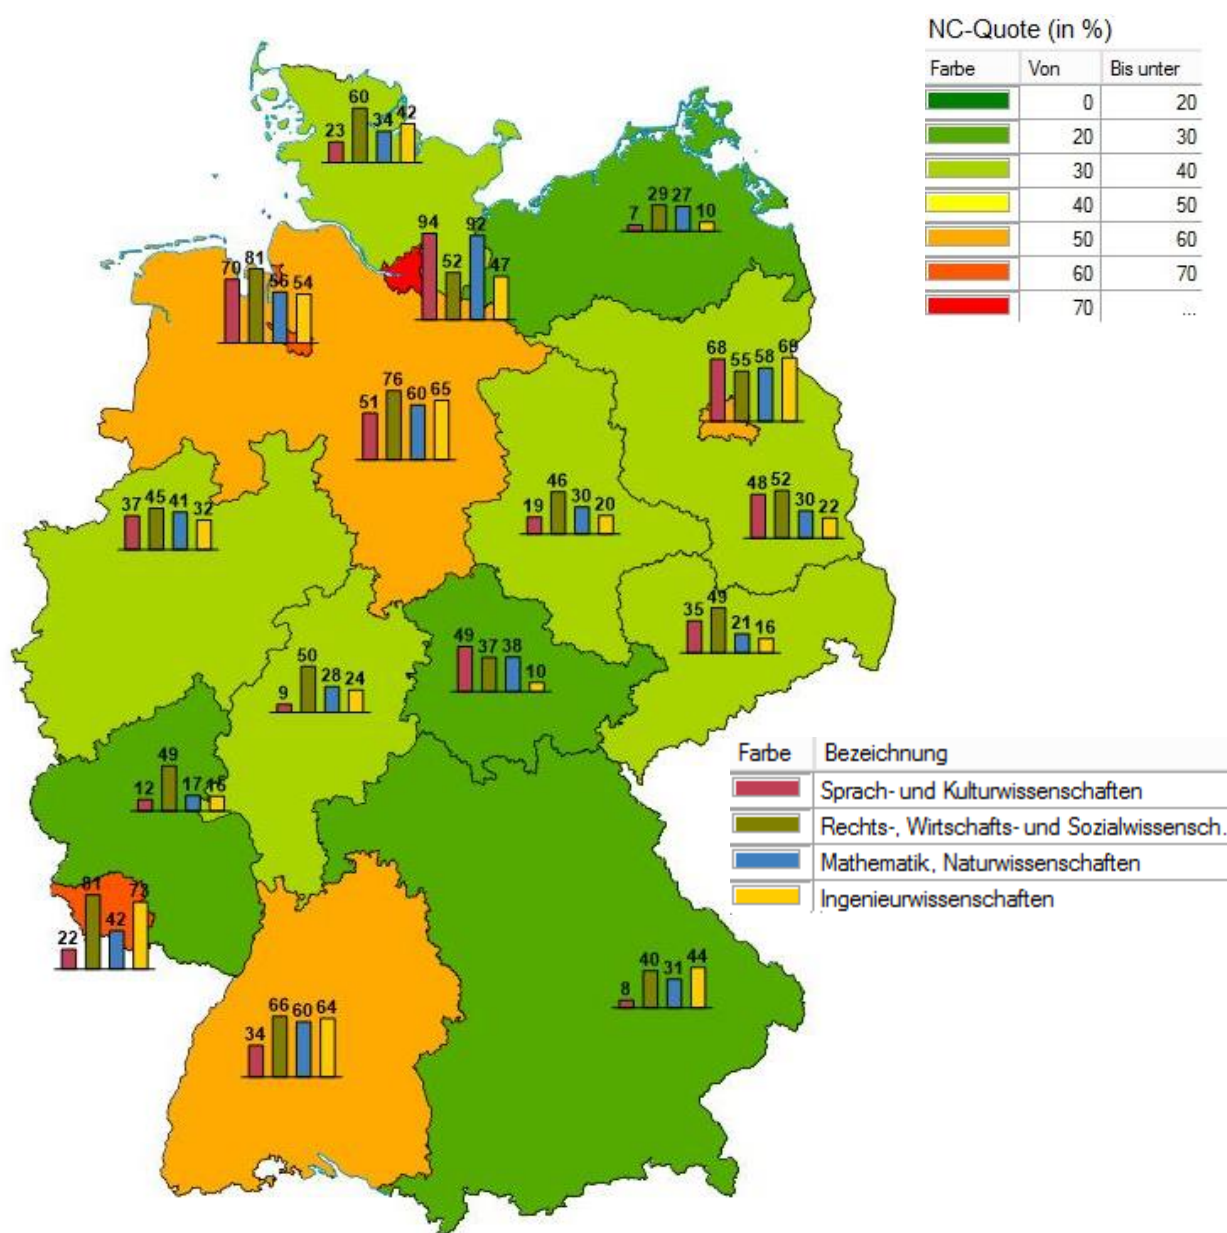 NC-Quote (in %)
Farbe Von Bis unter
0 20
20 30
30 40
40 50
50 60
60 70
70 ...
23 60 34 42
7 29 27 10
94 52 92 47
70 81 56 54
68 55 58 69
51 76 60 65
37 45 41 32
19 46 30 20
48 52 30 22
35 49 21 16
49 37 38 10
9 50 28 24
12 49 17 16
Farbe Bezeichnung
Sprach- und Kulturwissenschaften
Rechts-, Wirtschafts- und Sozialwissensch.
Mathematik, Naturwissenschaften
Ingenieurwissenschaften
22 81 42 73
8 40 31 44
34 66 60 64